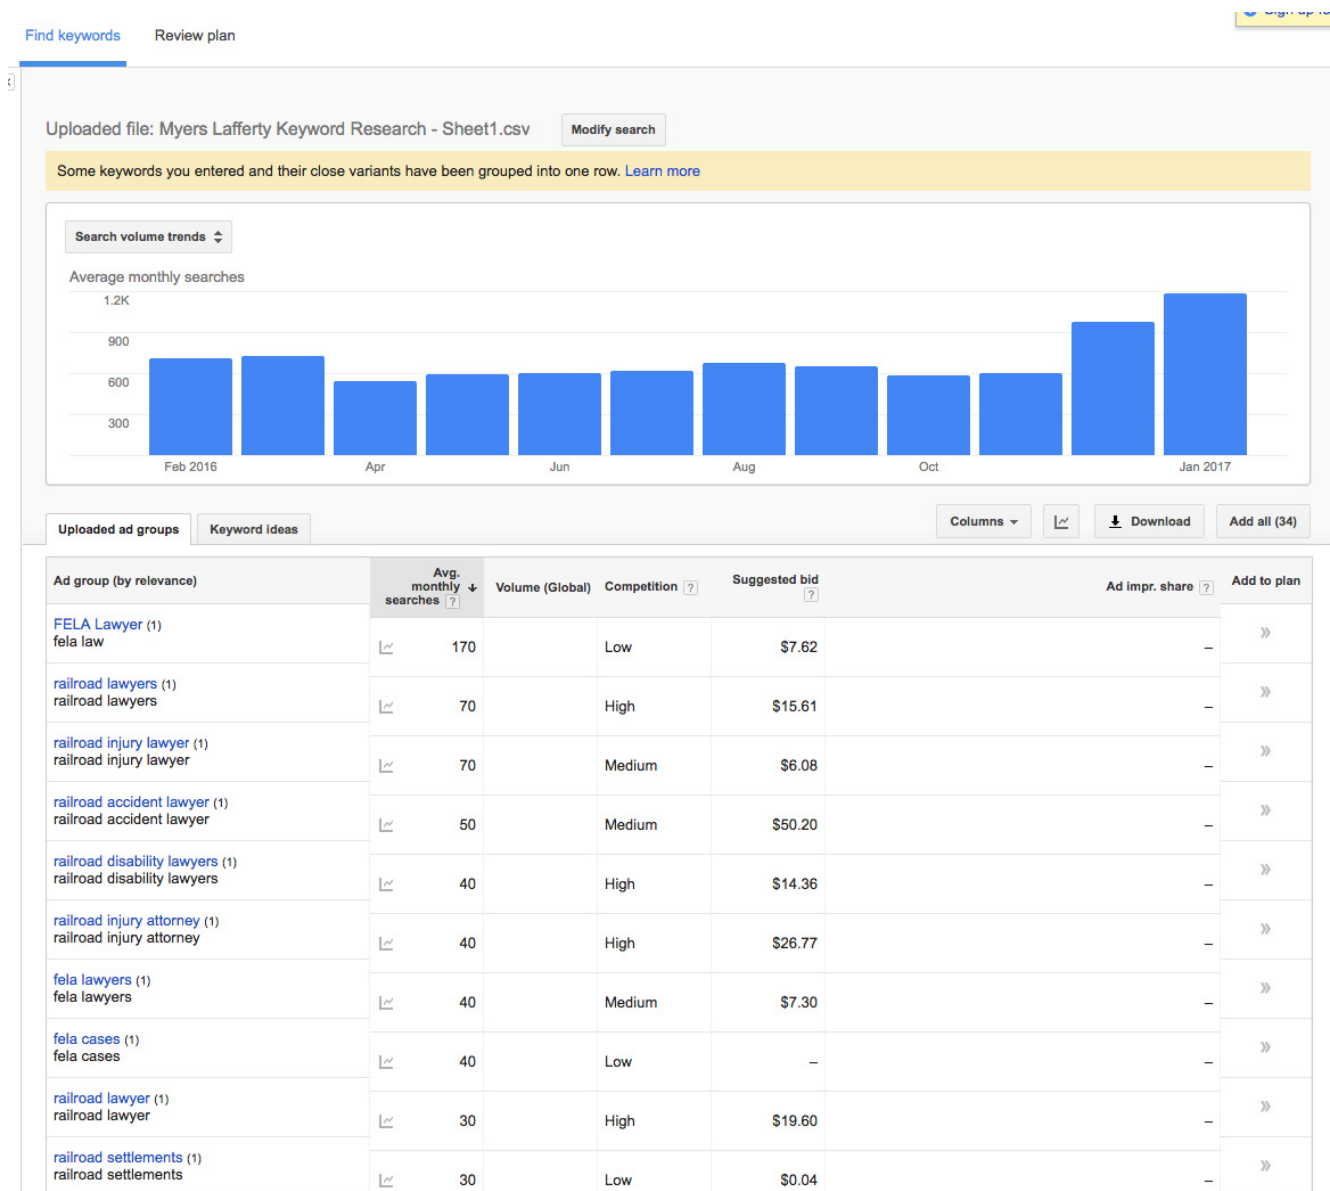 Find keywords Review plan
Uploaded file: Myers Lafferty Keyword Research - Sheet1.csv Modify search
Some keywords you entered and their close variants have been grouped into one row. Learn more
Search volume trends
Average monthly searches
1.2K
900
600
300
Feb 2016 Apr Jun Aug Oct Jan 2017
Uploaded ad groups Keyword ideas Columns Download Add all (34)
Ad group (by relevance) Avg. monthly searches ? Volume (Global) Competition ? Suggested bid ? Ad impr. share ? Add to plan
FELA Lawyer (1)
fela law 170 Low $7.62 –
railroad lawyers (1)
railroad lawyers 70 High $15.61 –
railroad injury lawyer (1)
railroad injury lawyer 70 Medium $6.08 –
railroad accident lawyer (1)
railroad accident lawyer 50 Medium $50.20 –
railroad disability lawyers (1)
railroad disability lawyers 40 High $14.36 –
railroad injury attorney (1)
railroad injury attorney 40 High $26.77 –
fela lawyers (1)
fela lawyers 40 Medium $7.30 –
fela cases (1)
fela cases 40 Low – –
railroad lawyer (1)
railroad lawyer 30 High $19.60 –
railroad settlements (1)
railroad settlements 30 Low $0.04 –